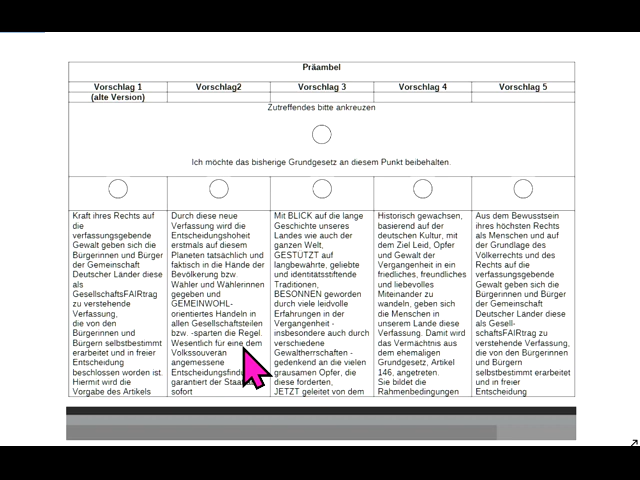 Präambel
Vorschlag 1
(alte Version)
Vorschlag2
Vorschlag 3
Vorschlag 4
Vorschlag 5
Zutreffendes bitte ankreuzen
Ich möchte das bisherige Grundgesetz an diesem Punkt beibehalten.
Kraft ihres Rechts auf
die
verfassungsgebende
Gewalt geben sich die
Bürgerinnen und Bürger
der Gemeinschaft
Deutscher Länder diese
als
GesellschaftsFAIRtrag
zu verstehende
Verfassung,
die von den
Bürgerinnen und
Bürgern selbstbestimmt
erarbeitet und in freier
Entscheidung
beschlossen worden ist.
Hiermit wird die
Vorgabe des Artikels
Durch diese neue
Verfassung wird die
Entscheidungshoheit
erstmals auf diesem
Planeten tatsächlich und
faktisch in die Hande der
Bevölkerung bzw.
Wähler und Wählerinnen
gegeben und
GEMEINWOHL-
orientiertes Handeln in
allen Gesellschaftsteilen
bzw. -sparten die Regel.
Wesentlich für eine dem
Volkssouverän
angemessene
garantiert der
sofort
Mit BLICK auf die lange
Geschichte unseres
Landes wie auch der
ganzen Welt,
GESTÜTZT auf
langbewährte, geliebte
und identitätsstiftende
Traditionen,
BESONNEN geworden
durch viele leidvolle
Erfahrungen in der
Vergangenheit -
insbesondere auch durch
verschiedene
Gewaltherrschaften -
gedenkend an die vielen
grausamen Opfer, die
diese forderten,
JETZT geleitet von dem
Historisch gewachsen,
basierend auf der
deutschen Kultur, mit
dem Ziel Leid, Opfer
und Gewalt der
Vergangenheit in ein
friedliches, freundliches
und liebevolles
Miteinander zu
wandeln, geben sich
die Menschen in
unserem Lande diese
Verfassung. Damit wird
das Vermächtnis aus
dem ehemaligen
Grundgesetz, Artikel
146, angetreten.
Sie bildet die
Rahmenbedingungen
Aus dem Bewusstsein
ihres höchsten Rechts
als Menschen und auf
der Grundlage des
Völkerrechts und des
Rechts auf die
verfassungsgebende
Gewalt geben sich die
Bürgerinnen und Bürger
der Gemeinschaft
Deutscher Länder diese
als Gesell-
schaftsFAIRtrag zu
verstehende Verfassung,
die von den Bürgerinnen
und Bürgern
selbstbestimmt erarbeitet
und in freier
Entscheidung